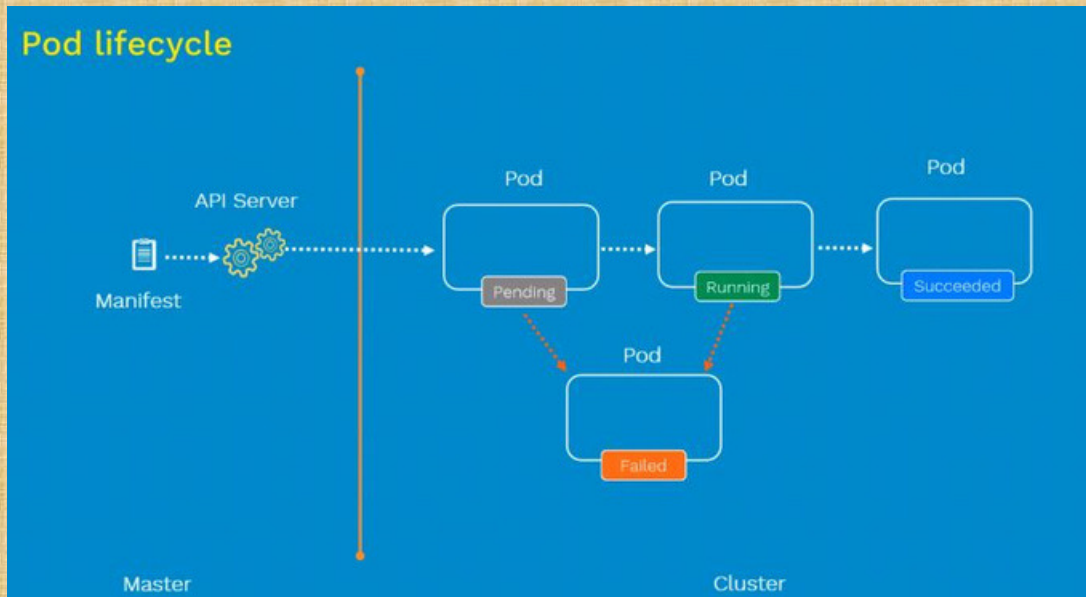 Pod lifecycle
API Server
Manifest
Pod
Pending
Pod
Running
Pod
Succeeded
Pod
Failed
Master
Cluster